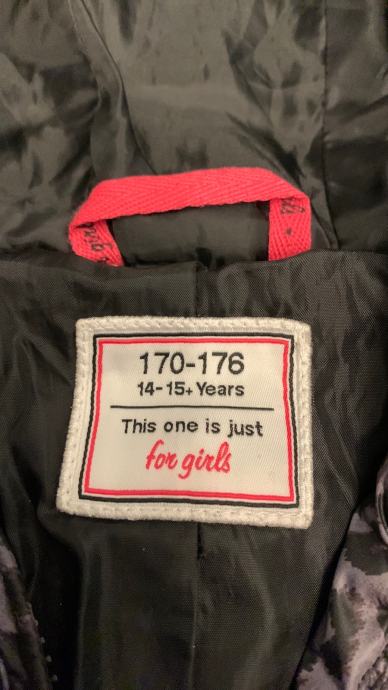 170-176
14-15+ Years
This one is just
for girls